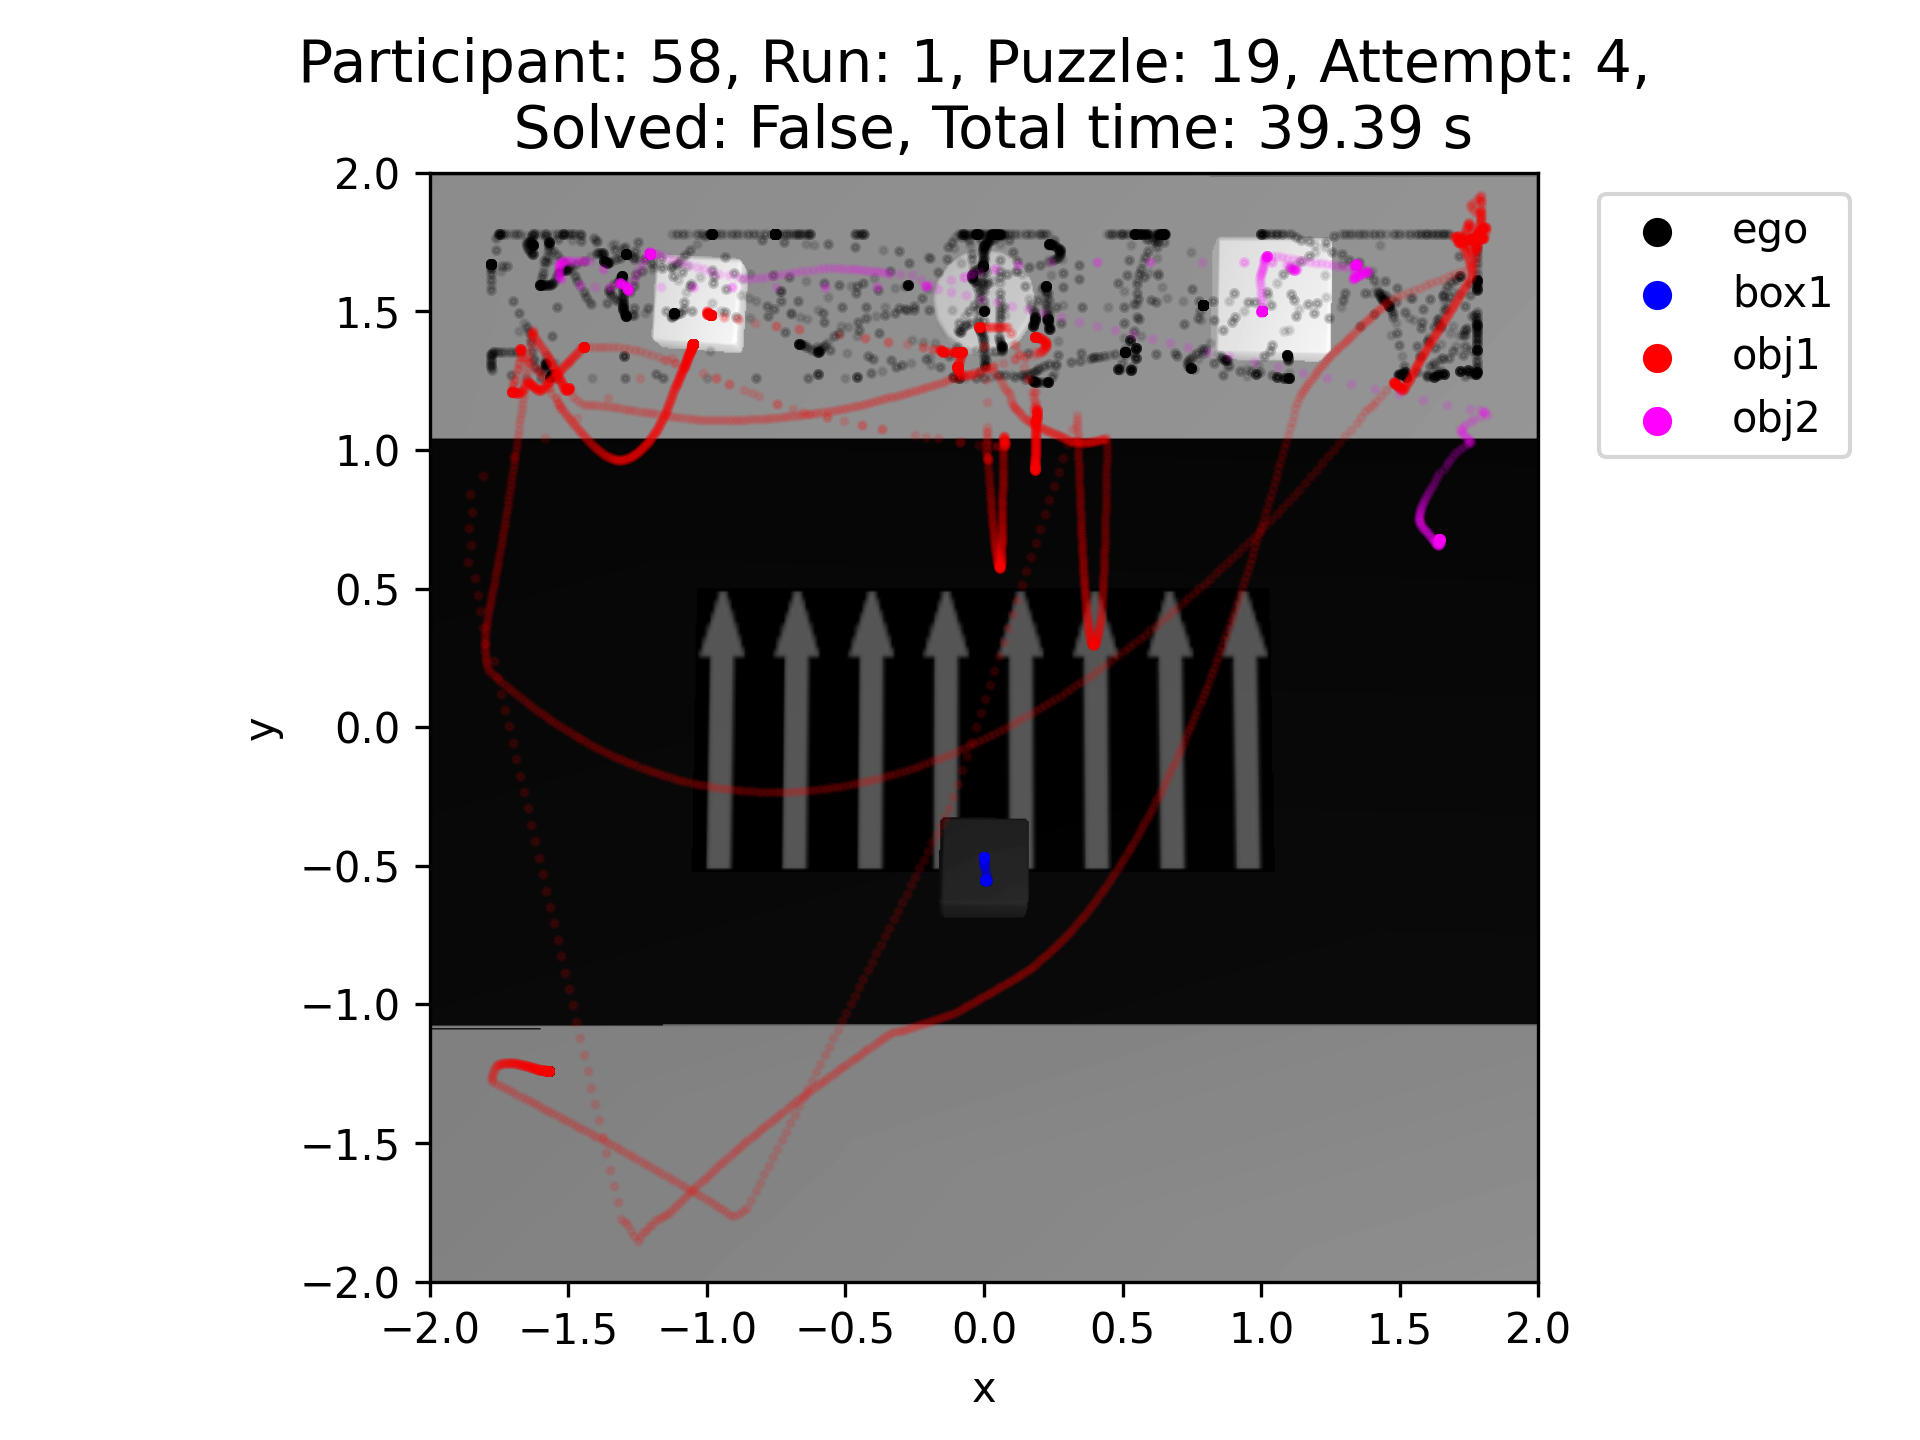 Participant: 58, Run: 1, Puzzle: 19, Attempt: 4,
Solved: False, Total time: 39.39 s
2.0
1.5
1.0
0.5
0.0
−0.5
−1.0
−1.5
−2.0
y
−2.0 −1.5 −1.0 −0.5 0.0 0.5 1.0 1.5 2.0
x
ego
box1
obj1
obj2